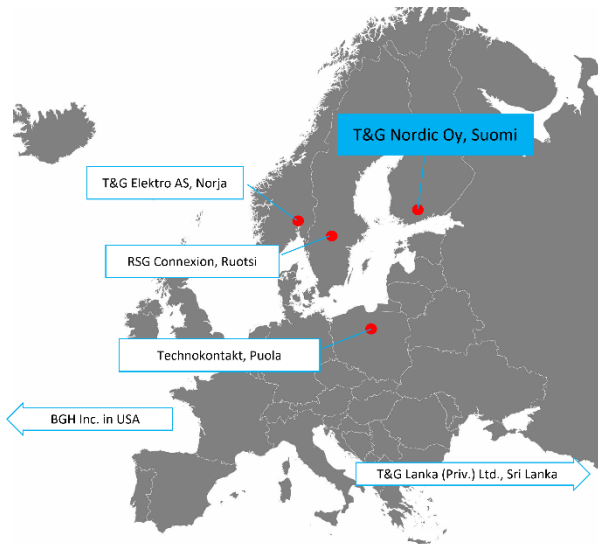 T&G Nordic Oy, Suomi
T&G Elektro AS, Norja
RSG Connexion, Ruotsi
Technokontakt, Puola
BGH Inc. in USA
T&G Lanka (Priv.) Ltd., Sri Lanka